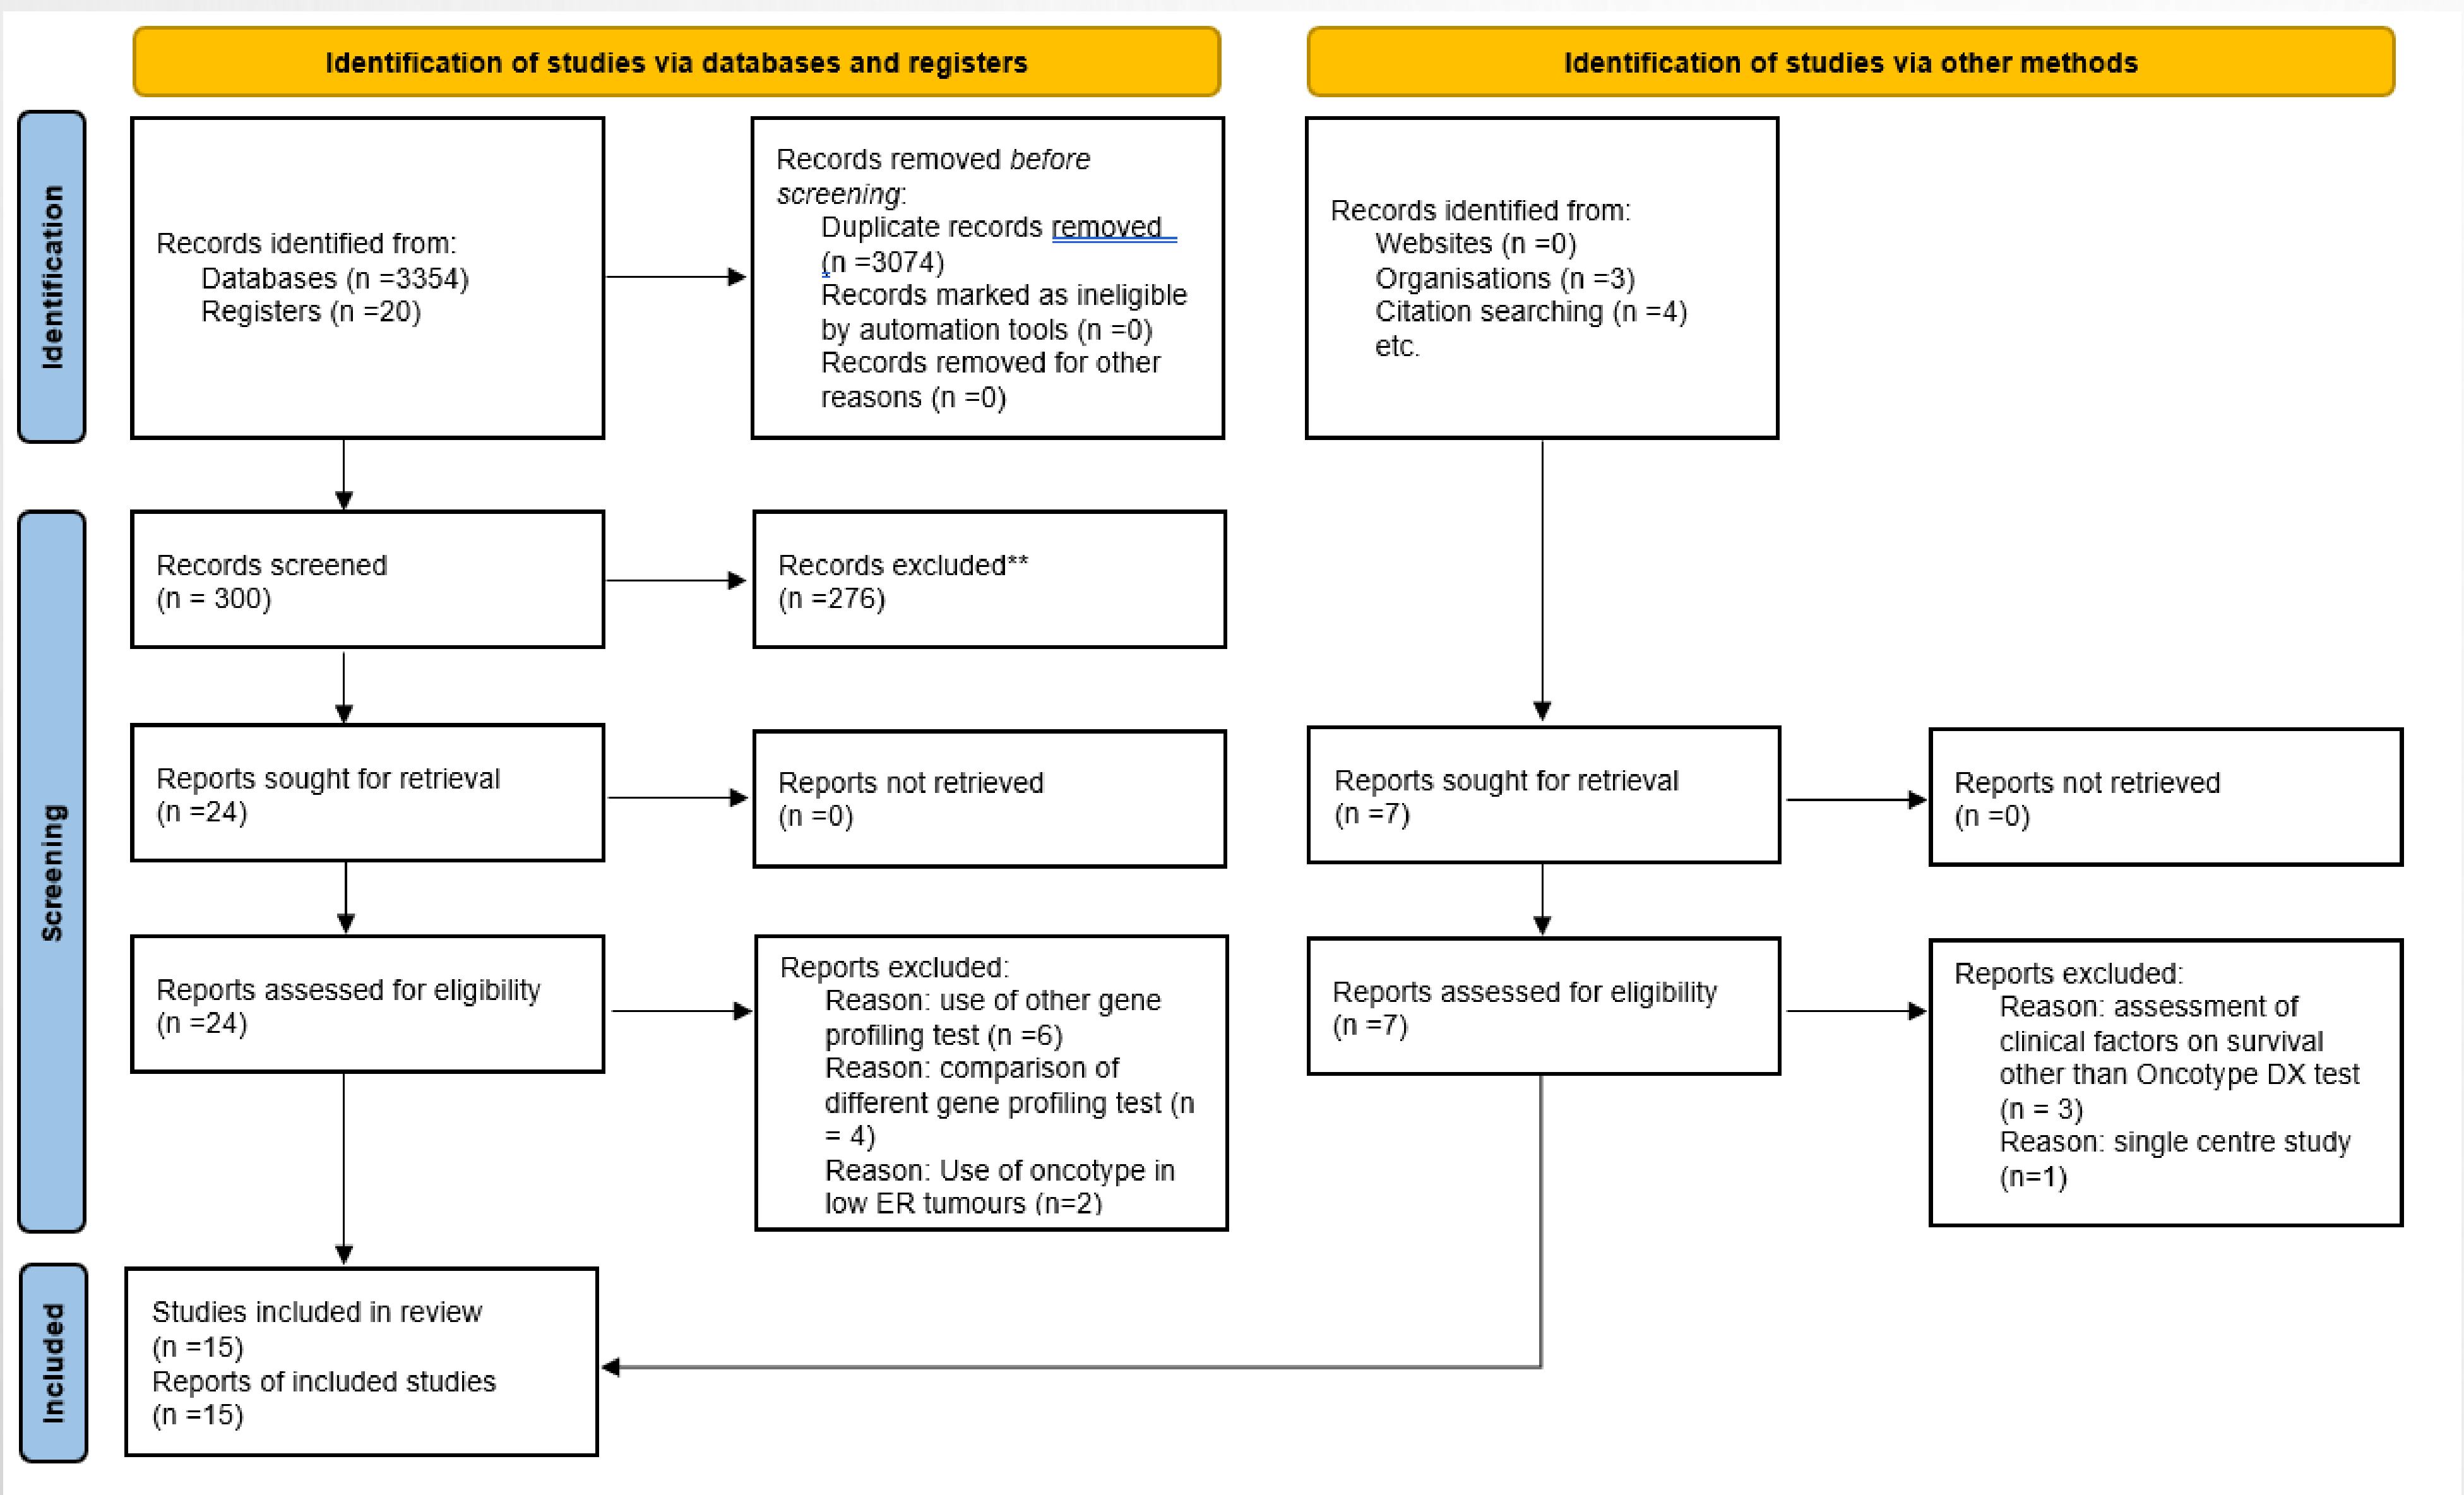 Identification of studies via databases and registers
Identification of studies via other methods
Identification
Records identified from:
Databases (n =3354)
Registers (n =20)
Records removed before
screening:
Duplicate records removed
(n =3074)
Records marked as ineligible
by automation tools (n =0)
Records removed for other
reasons (n =0)
Records identified from:
Websites (n =0)
Organisations (n =3)
Citation searching (n =4)
etc.
Screening
Records screened
(n = 300)
Records excluded**
(n =276)
Reports sought for retrieval
(n =24)
Reports not retrieved
(n =0)
Reports sought for retrieval
(n =7)
Reports not retrieved
(n =0)
Reports assessed for eligibility
(n =24)
Reports excluded:
Reason: use of other gene
profiling test (n =6)
Reason: comparison of
different gene profiling test (n
= 4)
Reason: Use of oncotype in
low ER tumours (n=2)
Reports assessed for eligibility
(n =7)
Reports excluded:
Reason: assessment of
clinical factors on survival
other than Oncotype DX test
(n = 3)
Reason: single centre study
(n=1)
Included
Studies included in review
(n =15)
Reports of included studies
(n =15)